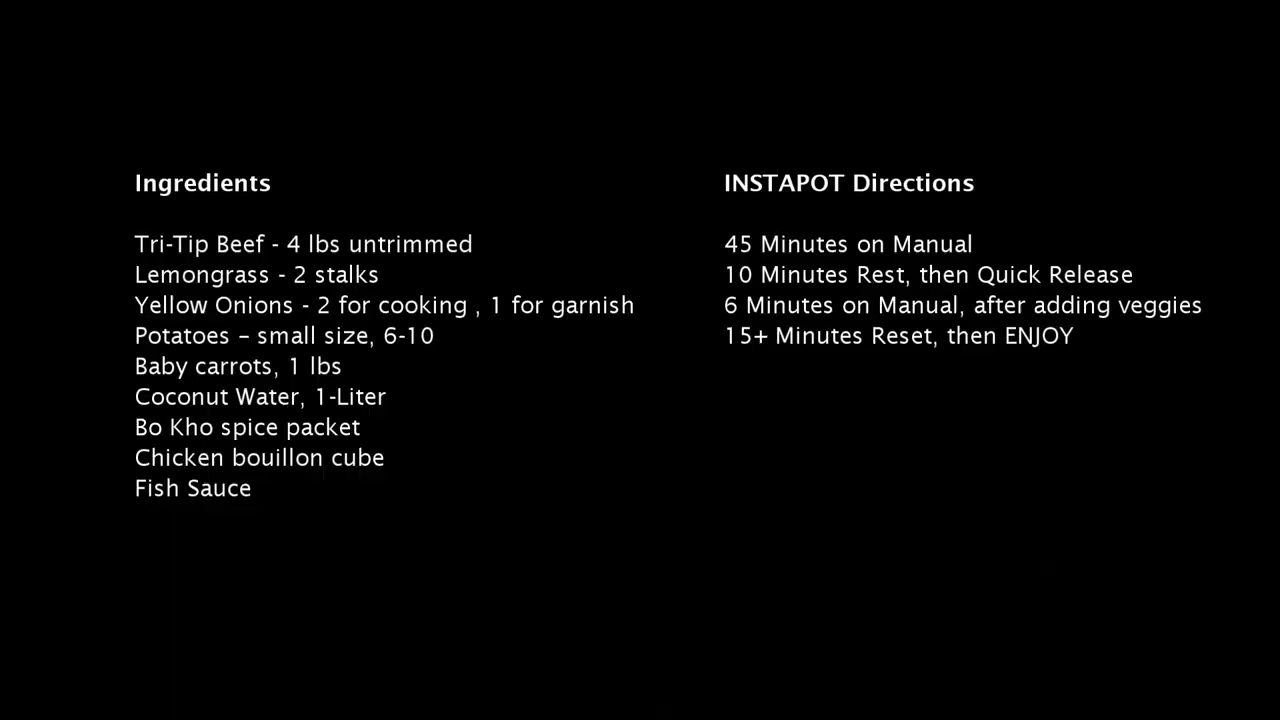 Ingredients
Tri-Tip Beef - 4 lbs untrimmed
Lemongrass - 2 stalks
Yellow Onions - 2 for cooking , 1 for garnish
Potatoes – small size, 6-10
Baby carrots, 1 lbs
Coconut Water, 1-Liter
Bo Kho spice packet
Chicken bouillon cube
Fish Sauce
INSTAPOT Directions
45 Minutes on Manual
10 Minutes Rest, then Quick Release
6 Minutes on Manual, after adding veggies
15+ Minutes Reset, then ENJOY